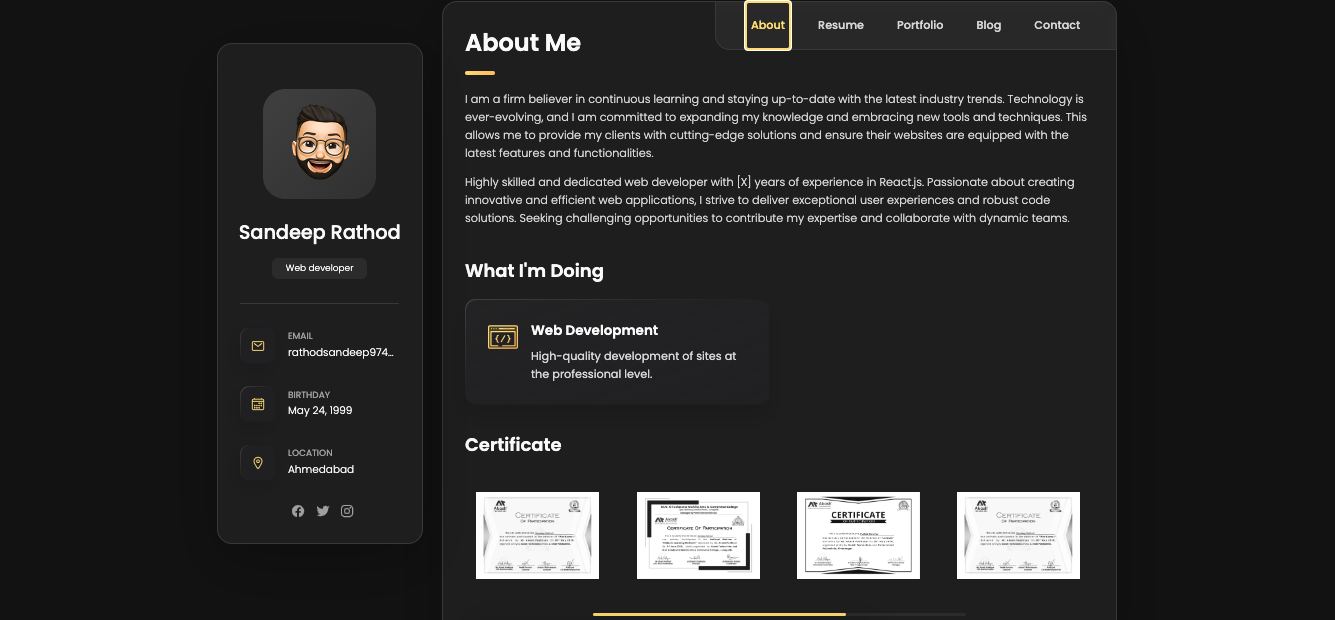 About
Resume
Portfolio
Blog
Contact
About Me
I am a firm believer in continuous learning and staying up-to-date with the latest industry trends. Technology is
ever-evolving, and I am committed to expanding my knowledge and embracing new tools and techniques. This
allows me to provide my clients with cutting-edge solutions and ensure their websites are equipped with the
latest features and functionalities.
Highly skilled and dedicated web developer with [X] years of experience in React.js. Passionate about creating
innovative and efficient web applications, I strive to deliver exceptional user experiences and robust code
solutions. Seeking challenging opportunities to contribute my expertise and collaborate with dynamic teams.
Sandeep Rathod
Web developer
EMAIL
rathodsandeep974...
BIRTHDAY
May 24, 1999
LOCATION
Ahmedabad
What I'm Doing
Web Development
High-quality development of sites at
the professional level.
Certificate
CERTIFICATE
OF PARTICIPATION
CERTIFICATE OF PARTICIPATION
CERTIFICATE
CERTIFICATE
OF PARTICIPATION